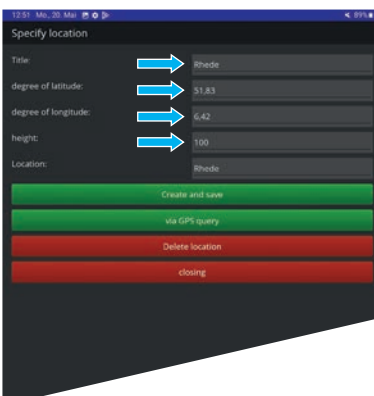 12:51 Mo., 20. Mai
89%
Specify location
Title:
Rhede
degree of latitude:
51,83
degree of longitude:
6,42
height:
100
Location:
Rhede
Create and save
via GPS query
Delete location
closing